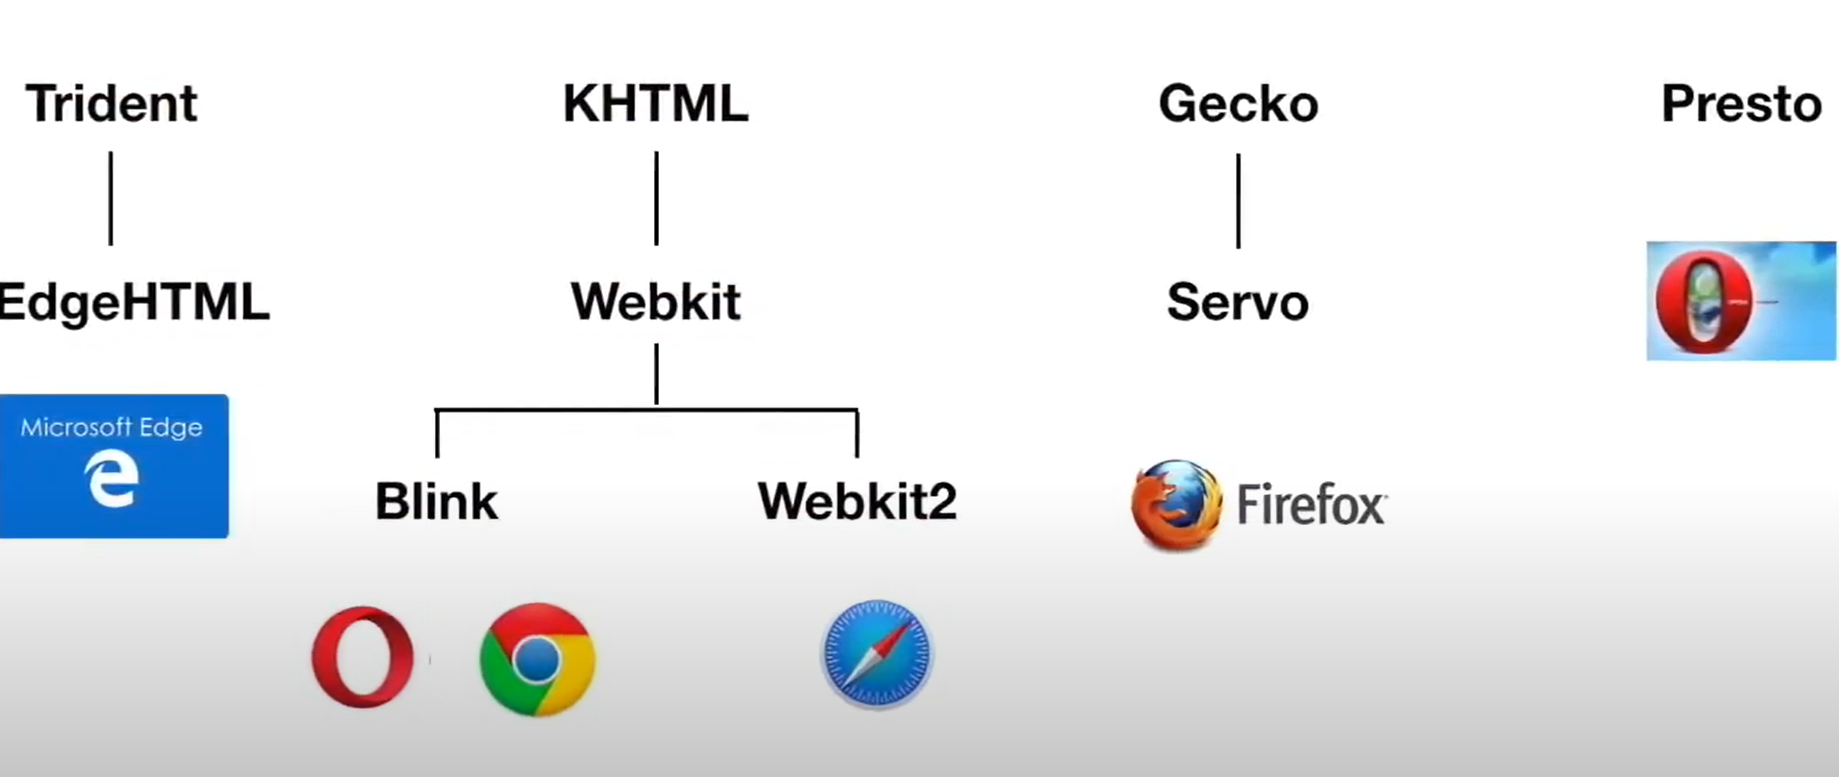 Trident
KHTML
Gecko
Presto
EdgeHTML
Webkit
Servo
Microsoft Edge
Blink
Webkit2
Firefox